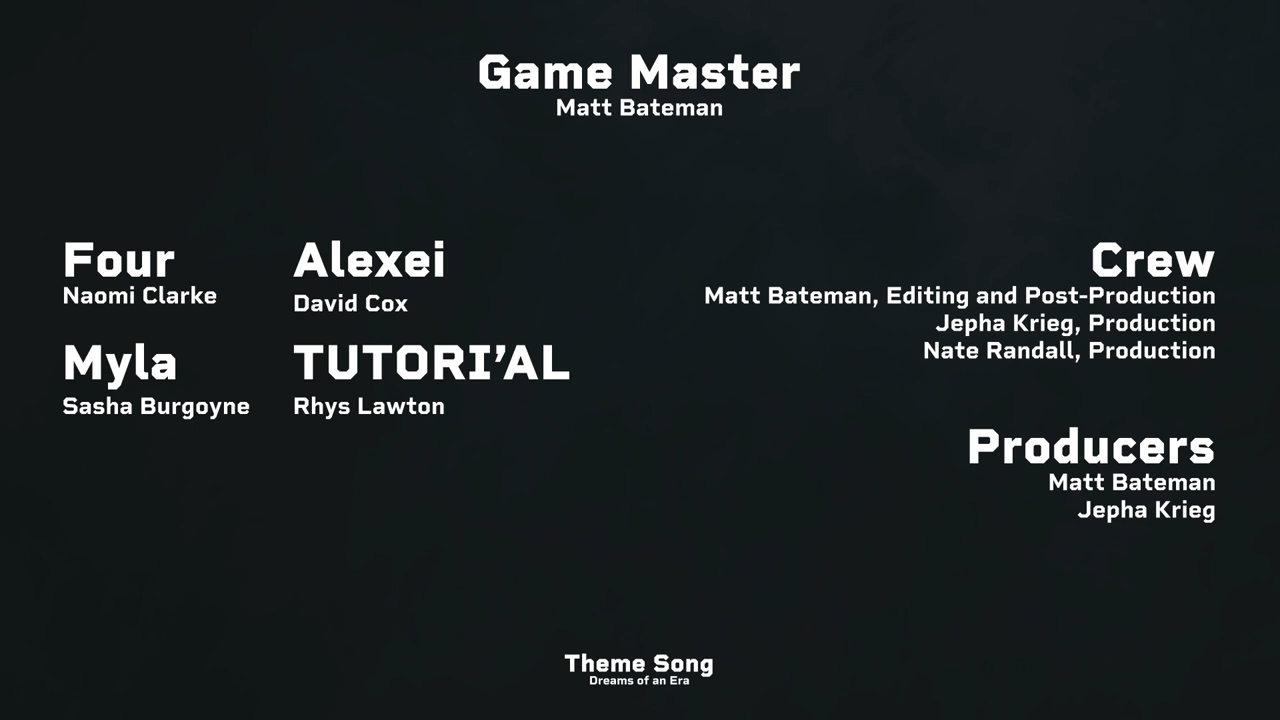 Game Master
Matt Bateman
Four
Naomi Clarke
Alexei
David Cox
Myla
Sasha Burgoyne
TUTORI’AL
Rhys Lawton
Crew
Matt Bateman, Editing and Post-Production
Jepha Krieg, Production
Nate Randall, Production
Producers
Matt Bateman
Jepha Krieg
Theme Song
Dreams of an Era